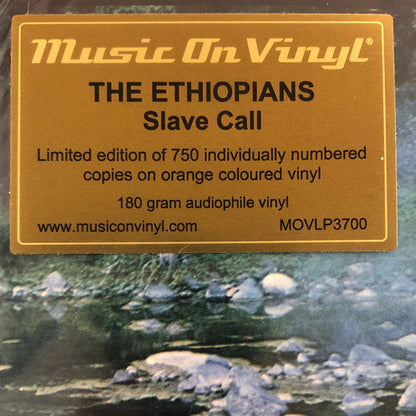 Music On Vinyl®
THE ETHIOPIANS
Slave Call
Limited edition of 750 individually numbered
copies on orange coloured vinyl
180 gram audiophile vinyl
www.musiconvinyl.com MOVLP3700